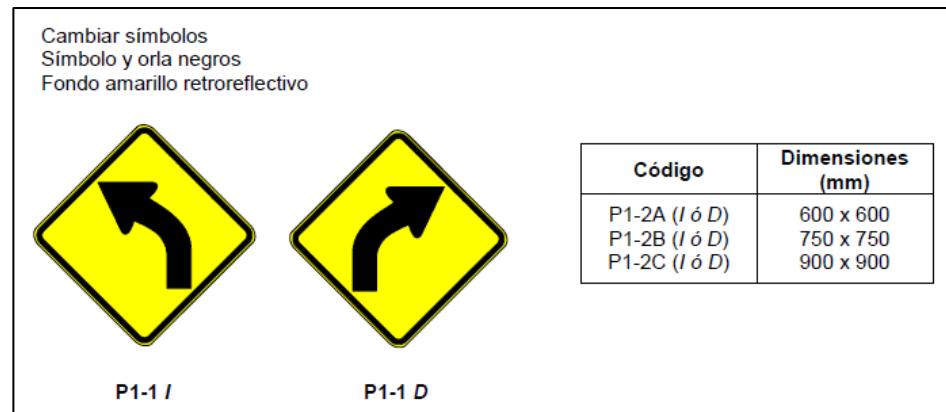 Cambiar símbolos
Símbolo y orla negros
Fondo amarillo retroreflectivo
P1-1 I
P1-1 D
Código
Dimensiones
(mm)
P1-2A (I ó D)
600 x 600
P1-2B (I ó D)
750 x 750
P1-2C (I ó D)
900 x 900